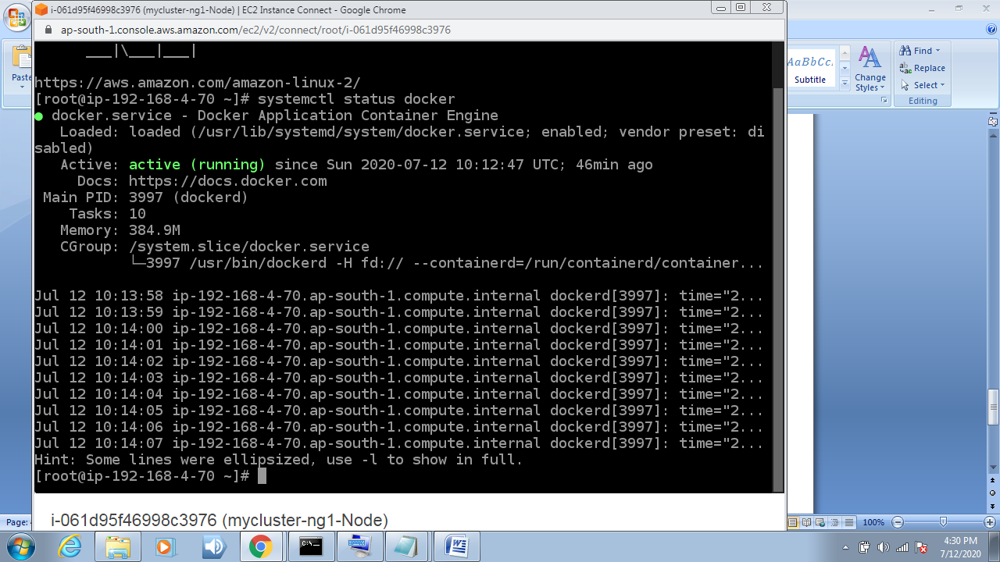 i-061d95f46998c3976 (mycluster-ng1-Node) | EC2 Instance Connect - Google Chrome
ap-south-1.console.aws.amazon.com/ec2/v2/connect/root/i-061d95f46998c3976
___|\___|___|
https://aws.amazon.com/amazon-linux-2/
[root@ip-192-168-4-70 ~]# systemctl status docker
● docker.service - Docker Application Container Engine
Loaded: loaded (/usr/lib/systemd/system/docker.service; enabled; vendor preset: di
sabled)
Active: active (running) since Sun 2020-07-12 10:12:47 UTC; 46min ago
Docs: https://docs.docker.com
Main PID: 3997 (dockerd)
Tasks: 10
Memory: 384.9M
CGroup: /system.slice/docker.service
└─3997 /usr/bin/dockerd -H fd:// --containerd=/run/containerd/container...
Jul 12 10:13:58 ip-192-168-4-70.ap-south-1.compute.internal dockerd[3997]: time="2...
Jul 12 10:13:59 ip-192-168-4-70.ap-south-1.compute.internal dockerd[3997]: time="2...
Jul 12 10:14:00 ip-192-168-4-70.ap-south-1.compute.internal dockerd[3997]: time="2...
Jul 12 10:14:01 ip-192-168-4-70.ap-south-1.compute.internal dockerd[3997]: time="2...
Jul 12 10:14:02 ip-192-168-4-70.ap-south-1.compute.internal dockerd[3997]: time="2...
Jul 12 10:14:03 ip-192-168-4-70.ap-south-1.compute.internal dockerd[3997]: time="2...
Jul 12 10:14:04 ip-192-168-4-70.ap-south-1.compute.internal dockerd[3997]: time="2...
Jul 12 10:14:05 ip-192-168-4-70.ap-south-1.compute.internal dockerd[3997]: time="2...
Jul 12 10:14:06 ip-192-168-4-70.ap-south-1.compute.internal dockerd[3997]: time="2...
Jul 12 10:14:07 ip-192-168-4-70.ap-south-1.compute.internal dockerd[3997]: time="2...
Hint: Some lines were ellipsized, use -l to show in full.
[root@ip-192-168-4-70 ~]#
i-061d95f46998c3976 (mycluster-ng1-Node)
Paste
AaBbCc
Subtitle
Change
Styles
Find
Replace
Select
Editing
Page:
100%
C:\
4:30 PM
7/12/2020